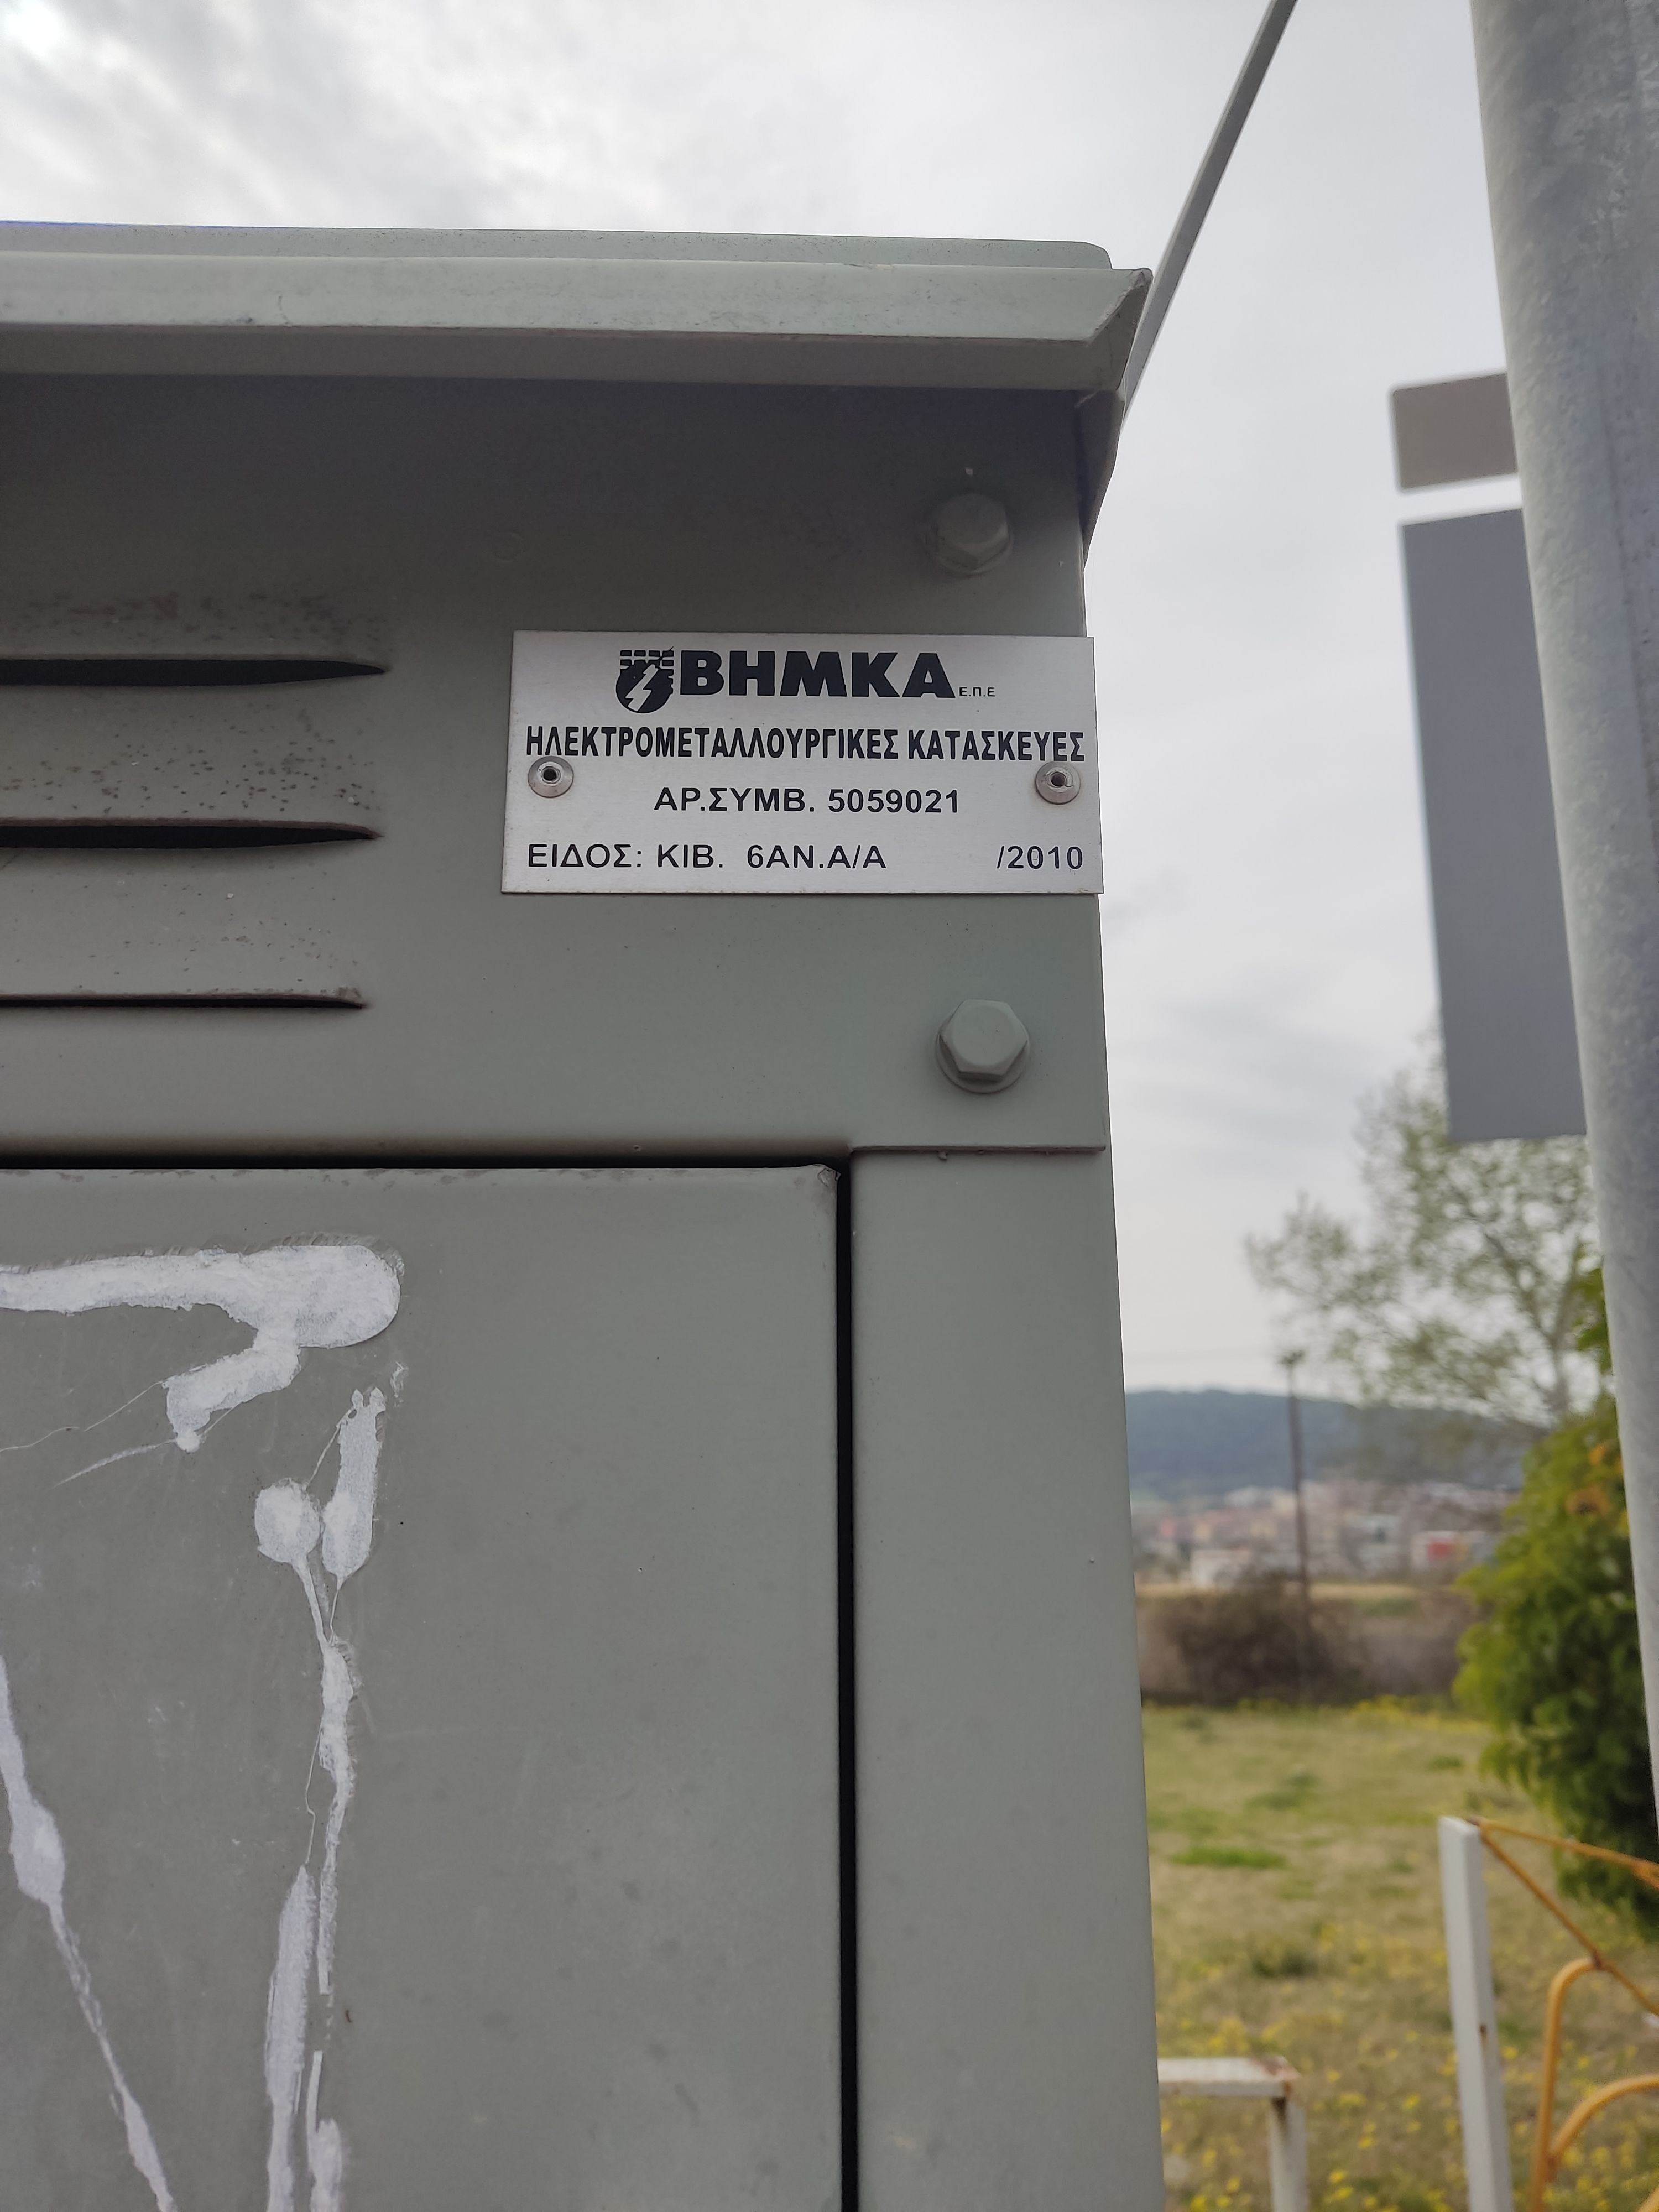 ΒΗΜΚΑ Ε.Π.Ε
ΗΛΕΚΤΡΟΜΕΤΑΛΛΟΥΡΓΙΚΕΣ ΚΑΤΑΣΚΕΥΕΣ
ΑΡ.ΣΥΜΒ. 5059021
ΕΙΔΟΣ: ΚΙΒ. 6ΑΝ.Α/Α /2010